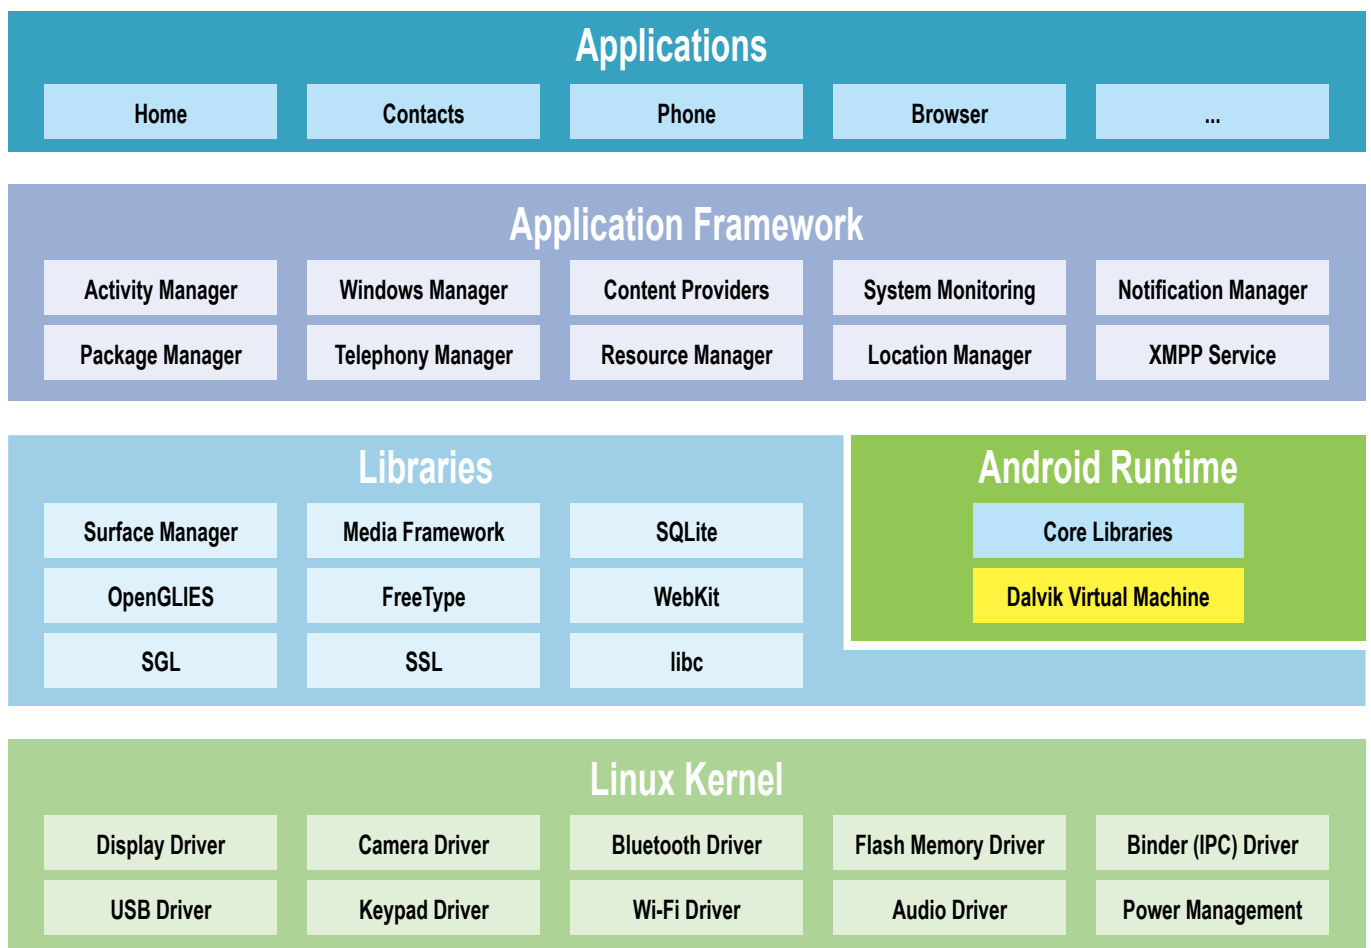 Applications
Home
Contacts
Phone
Browser
...
Application Framework
Activity Manager
Windows Manager
Content Providers
System Monitoring
Notification Manager
Package Manager
Telephony Manager
Resource Manager
Location Manager
XMPP Service
Libraries
Surface Manager
Media Framework
SQLite
OpenGLIES
FreeType
WebKit
SGL
SSL
libc
Android Runtime
Core Libraries
Dalvik Virtual Machine
Linux Kernel
Display Driver
Camera Driver
Bluetooth Driver
Flash Memory Driver
Binder (IPC) Driver
USB Driver
Keypad Driver
Wi-Fi Driver
Audio Driver
Power Management